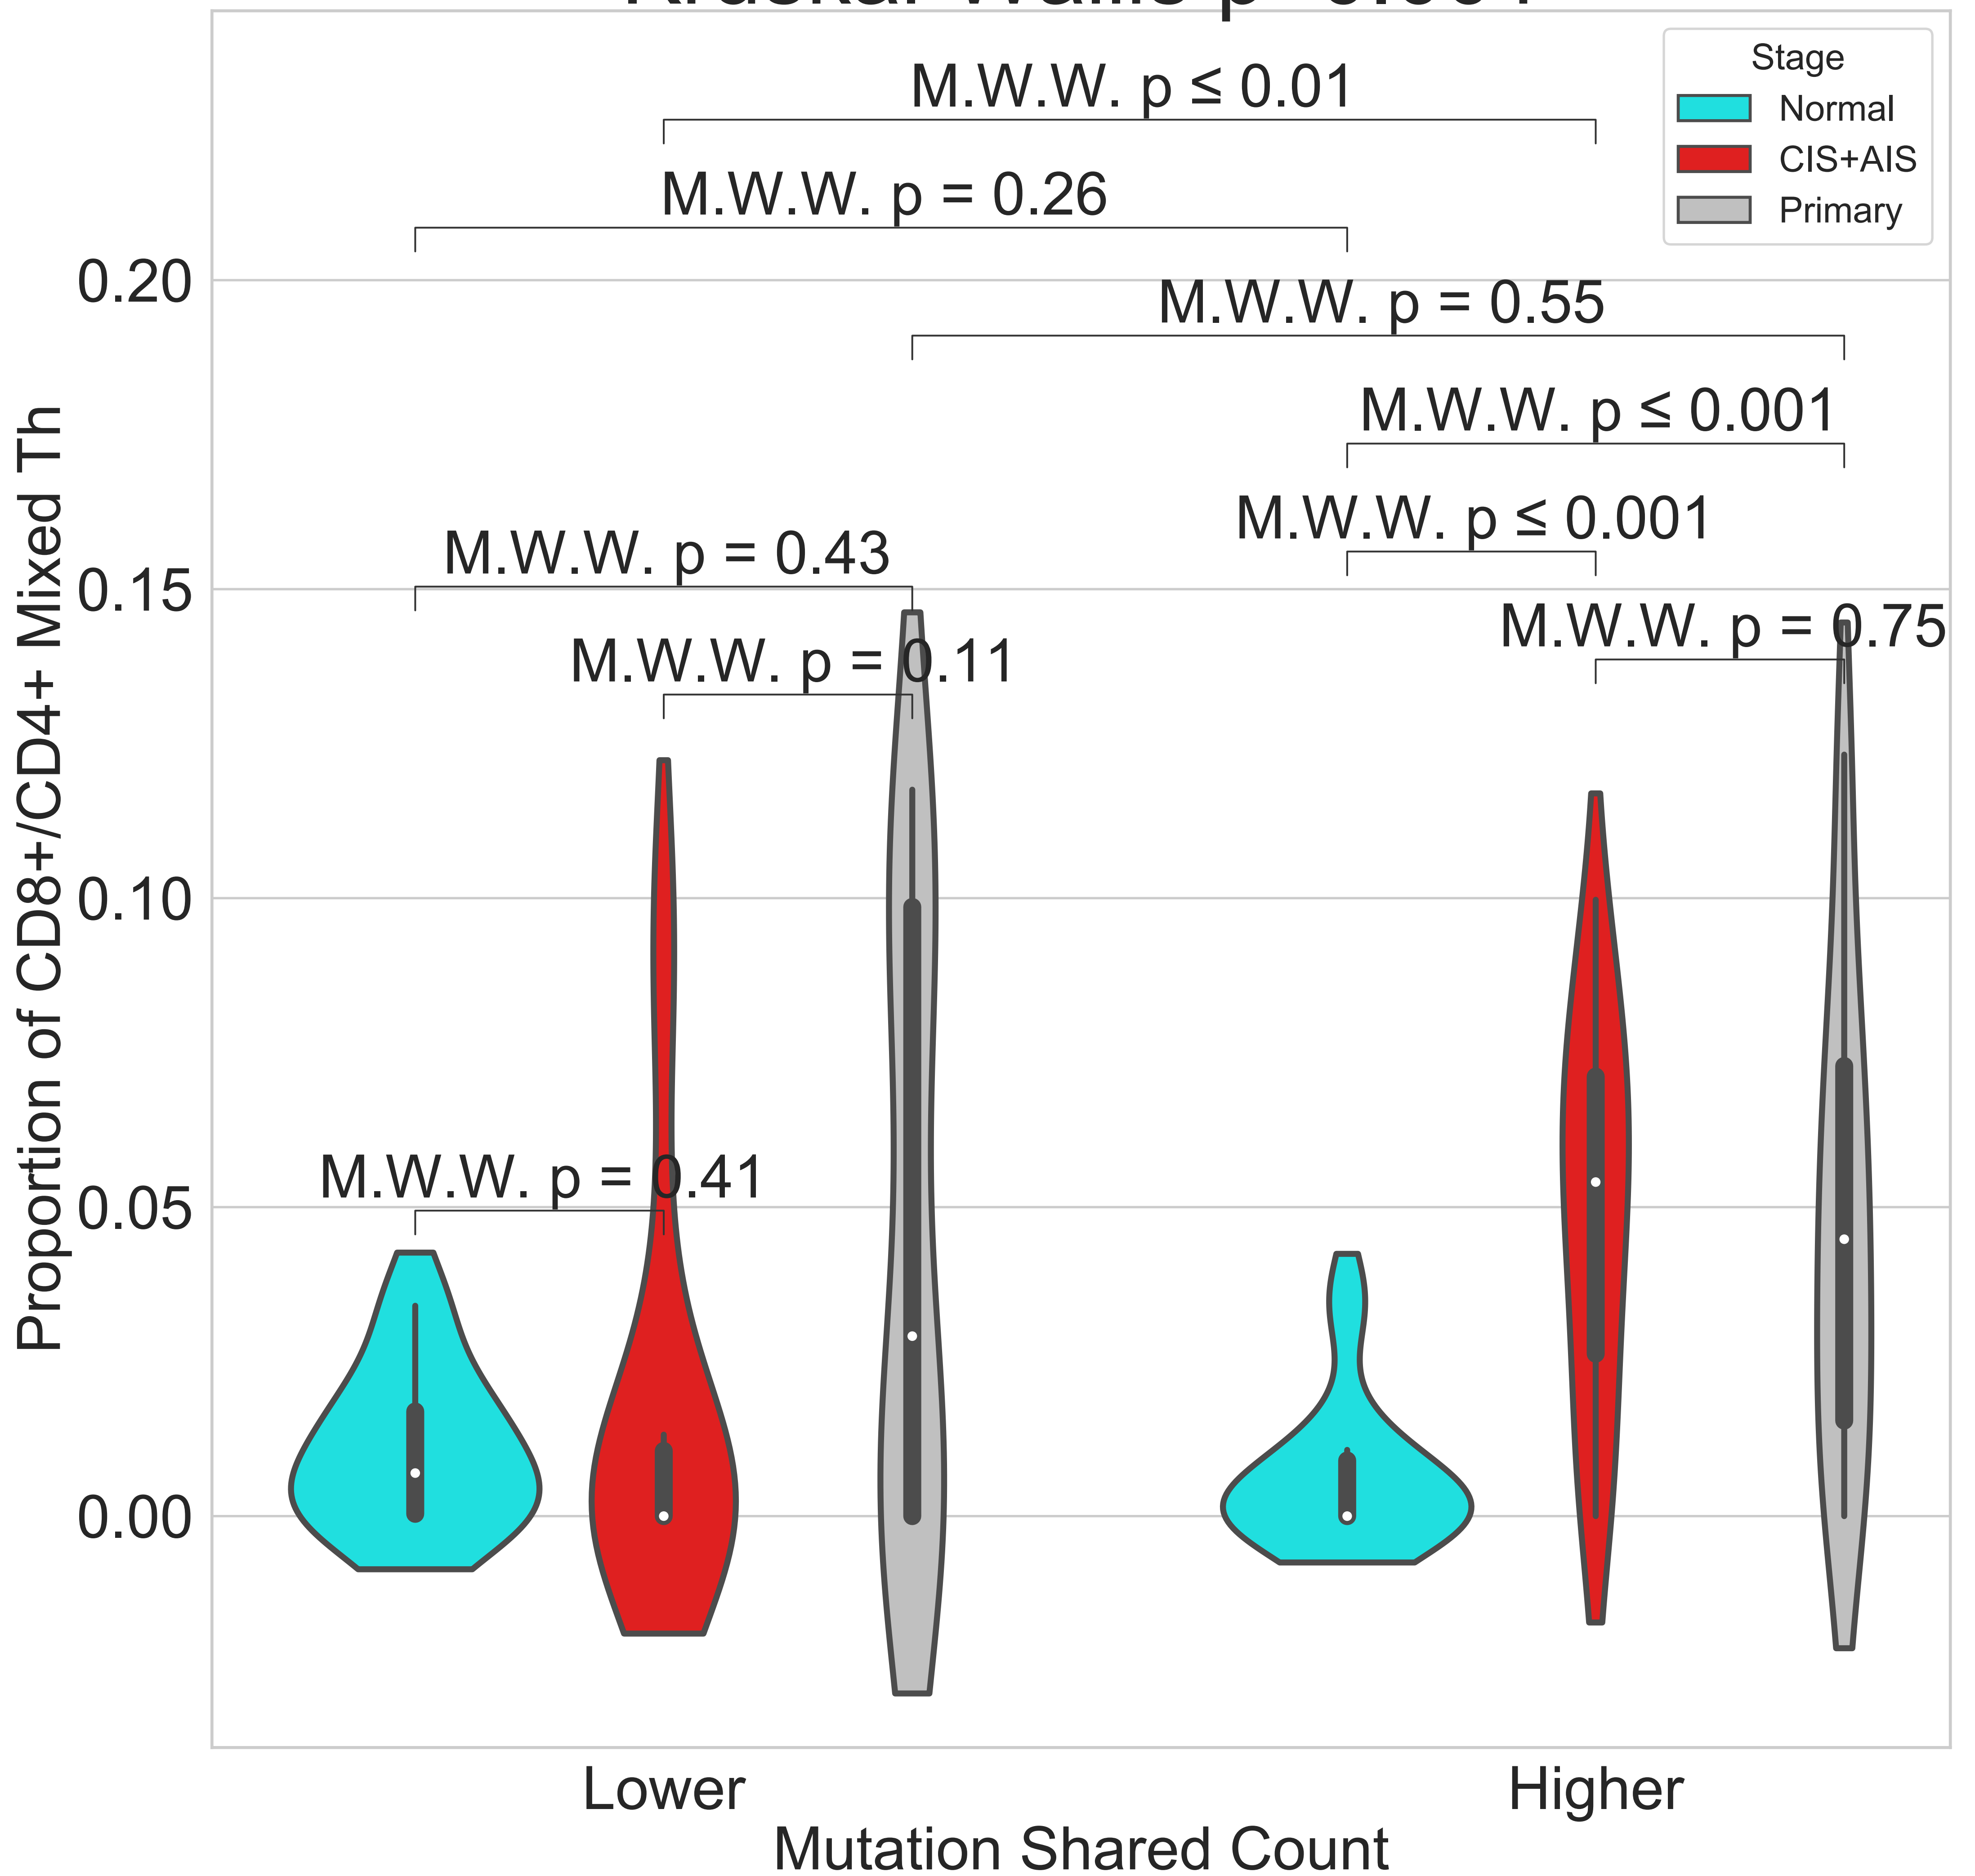 M.W.W. p ≤ 0.01
Stage
Normal
CIS+AIS
Primary
M.W.W. p = 0.26
M.W.W. p = 0.55
M.W.W. p ≤ 0.001
M.W.W. p ≤ 0.001
M.W.W. p = 0.43
M.W.W. p = 0.75
M.W.W. p = 0.11
M.W.W. p = 0.41
0.20
0.15
0.10
0.05
0.00
Proportion of CD8+/CD4+ Mixed Th
Lower
Higher
Mutation Shared Count